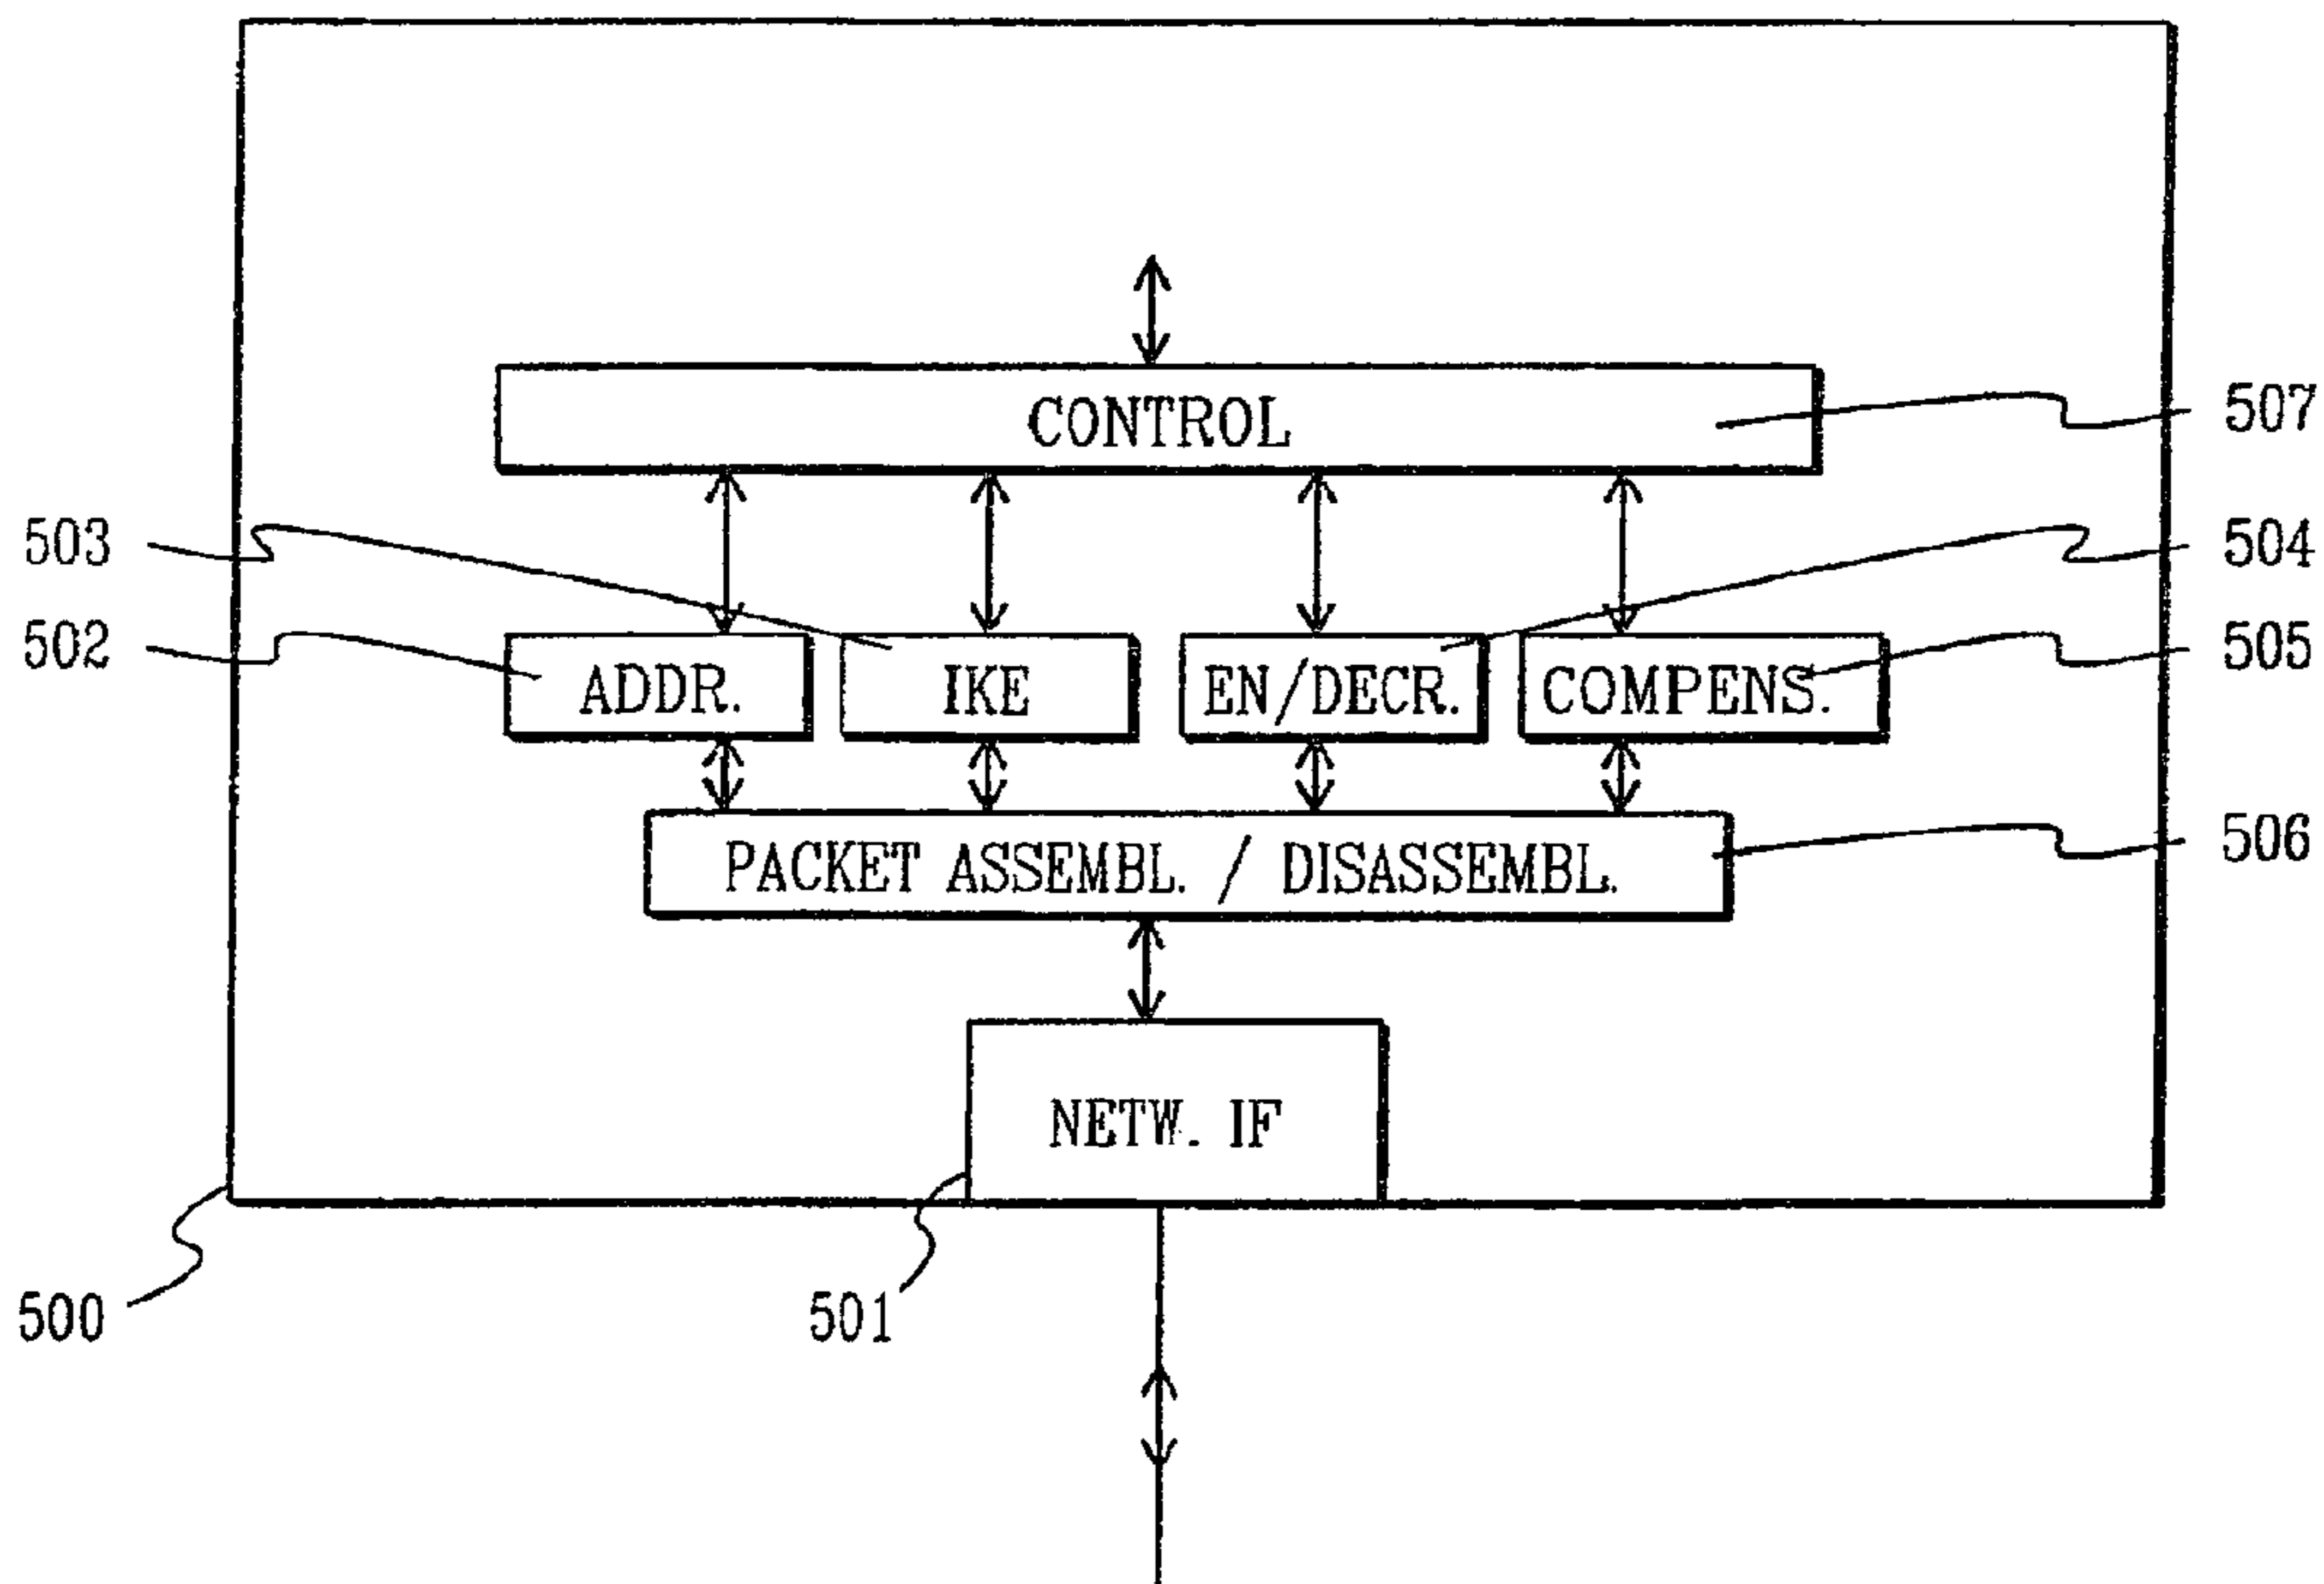 CONTROL
507
503
504
502
ADDR.
IKE
EN/DECR.
COMPENS.
505
PACKET ASSEMBL. / DISASSEMBL.
506
NETW. IF
500
501